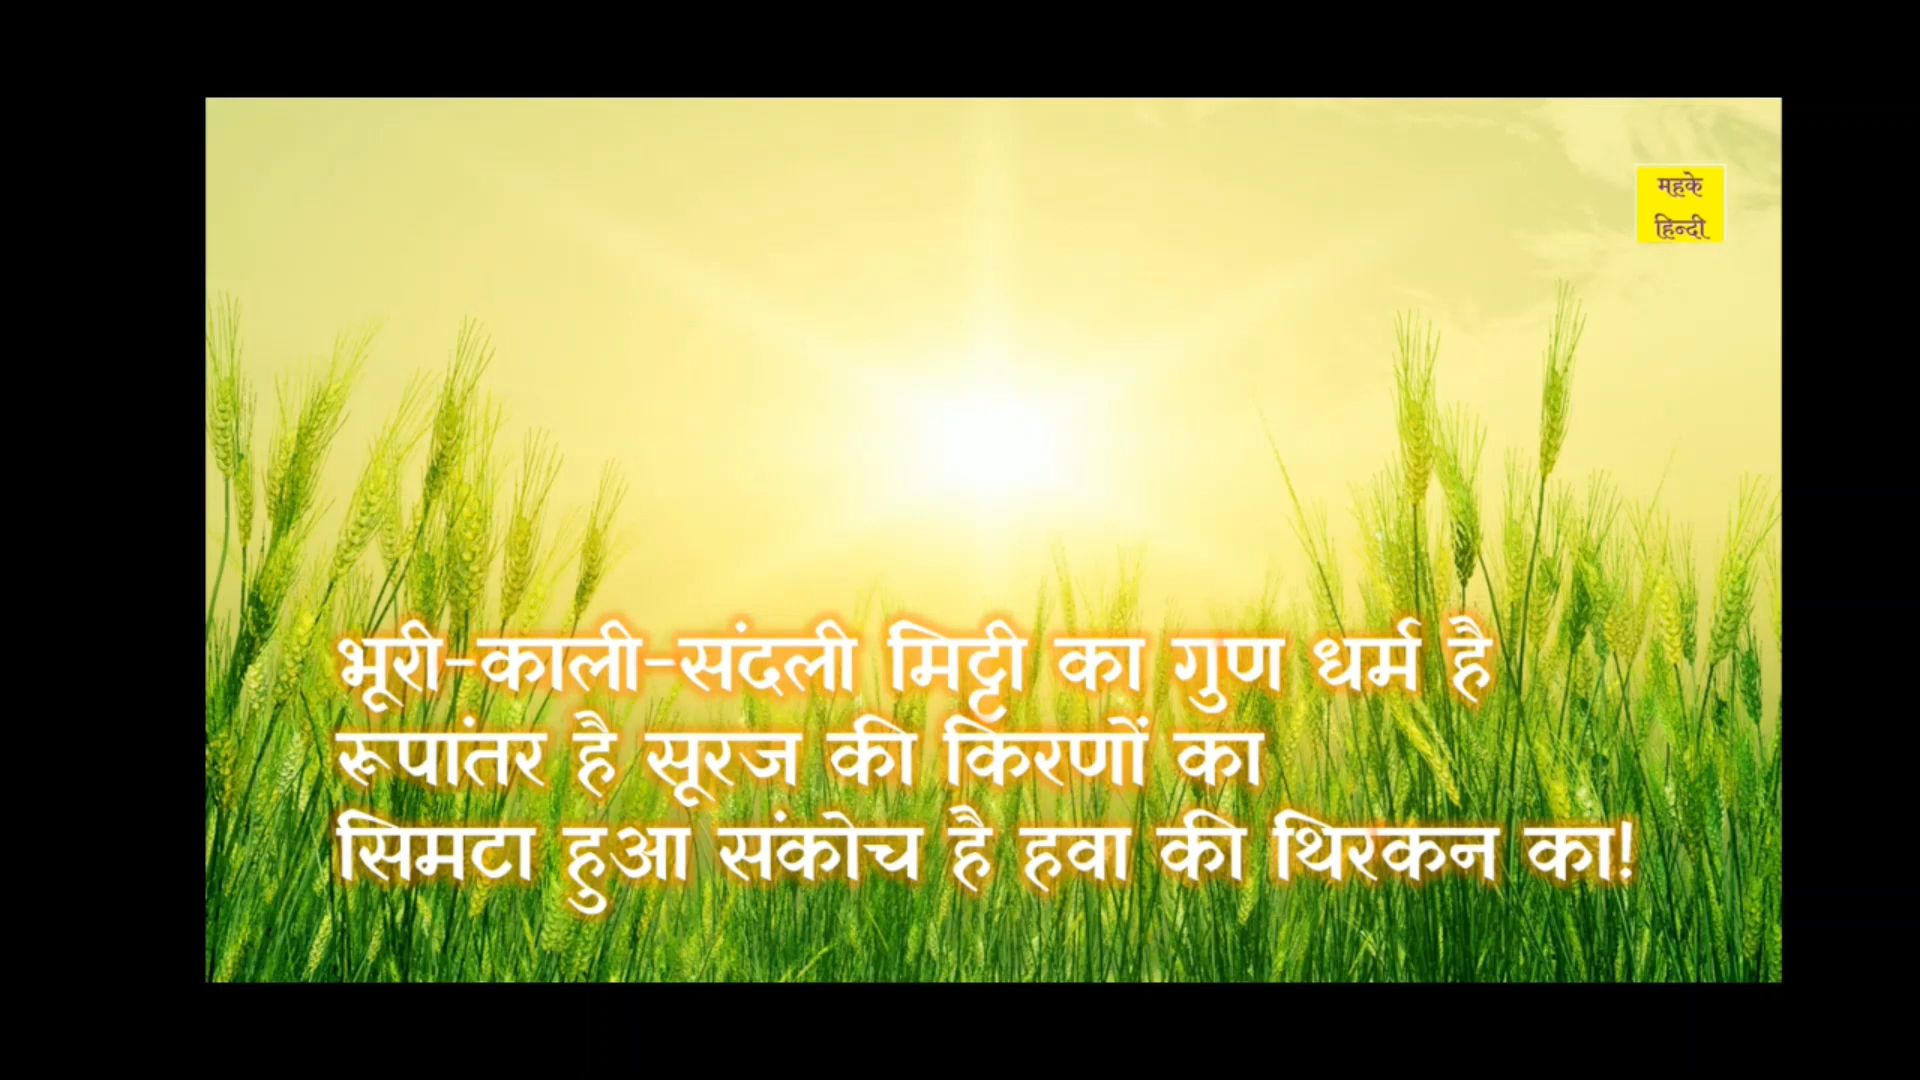 महके
हिन्दी
भूरी-काली-संदली मिट्टी का गुण धर्म है
रूपांतर है सूरज की किरणों का
सिमटा हुआ संकोच है हवा की थिरकन का!